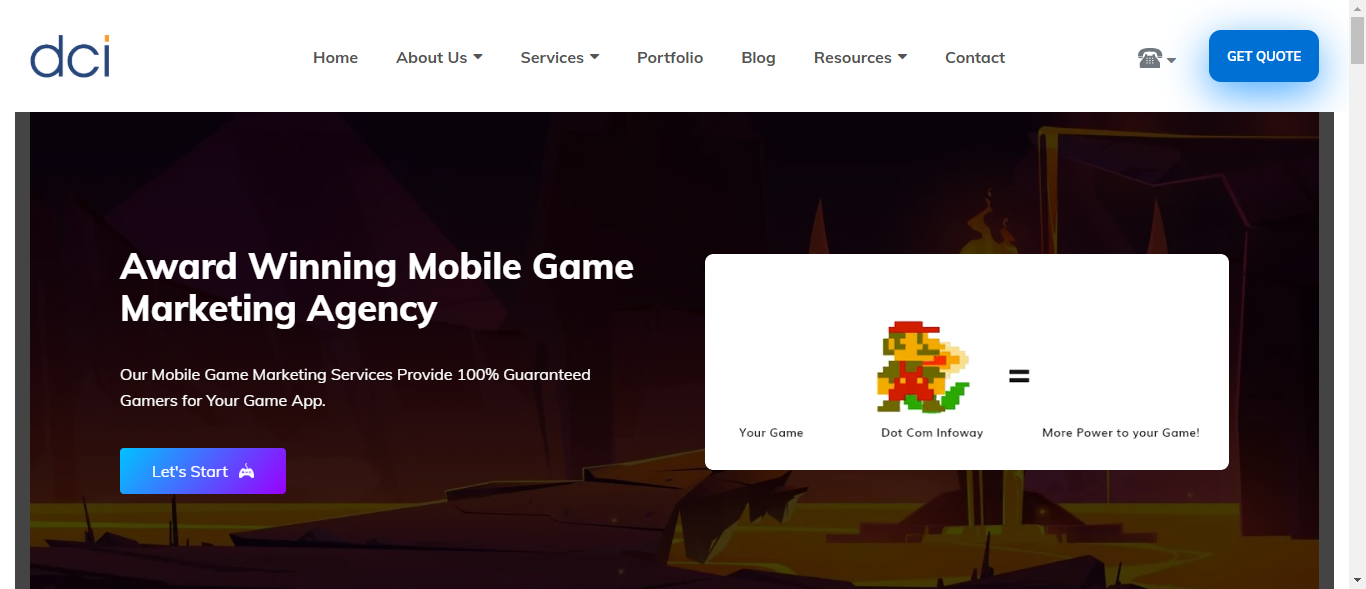 dci
Home About Us Services Portfolio Blog Resources Contact
GET QUOTE
Award Winning Mobile Game
Marketing Agency
Our Mobile Game Marketing Services Provide 100% Guaranteed
Gamers for Your Game App.
Let's Start
=
Your Game Dot Com Infoway More Power to your Game!